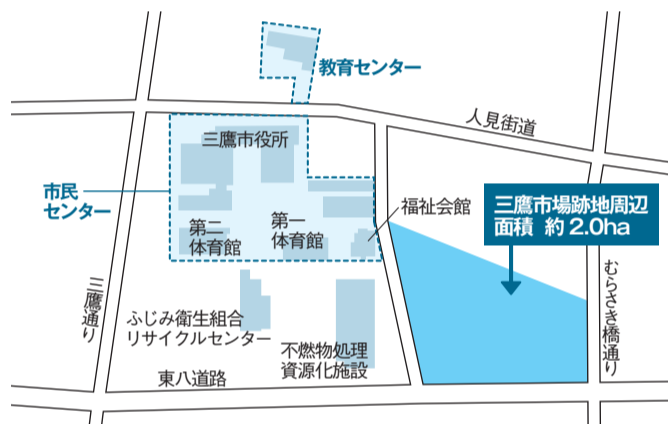 教育センター
人見街道
三鷹市役所
市民
センター
福祉会館
三鷹市場跡地周辺
面積 約2.0ha
第二
体育館
第一
体育館
三鷹通り
むらさき橋通り
ふじみ衛生組合
リサイクルセンター
不燃物処理
資源化施設
東八道路